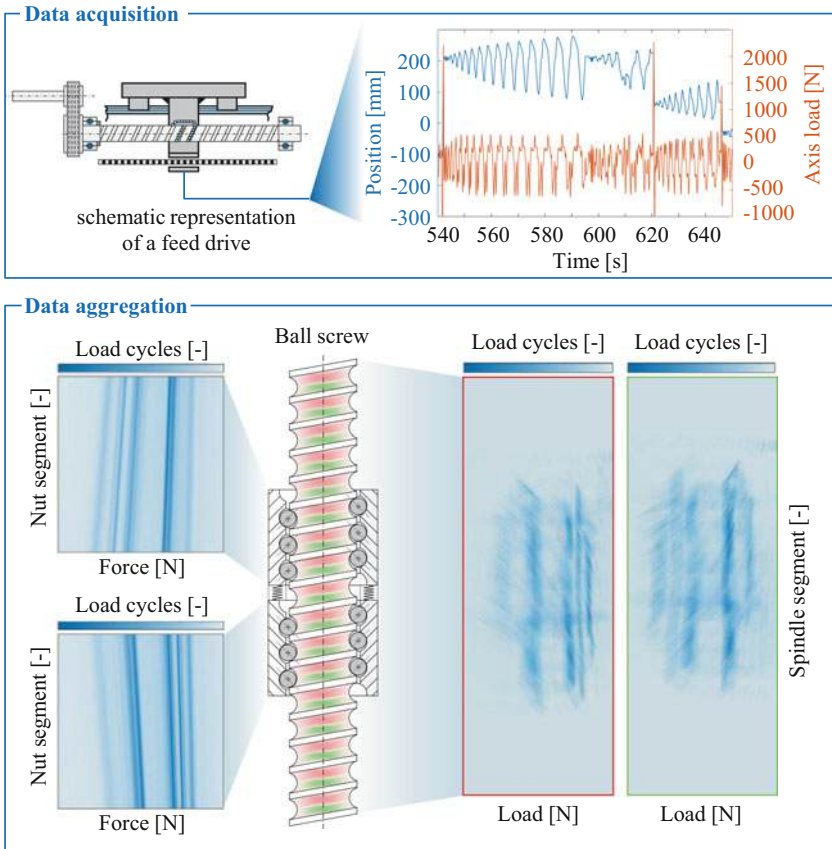 Data acquisition
schematic representation
of a feed drive
Position [mm]
200
100
0
-100
-200
-300
2000
1500
1000
500
0
-500
-1000
Axis load [N]
540 560 580 600 620 640
Time [s]
Data aggregation
Load cycles [-]
Nut segment [-]
Force [N]
Load cycles [-]
Nut segment [-]
Force [N]
Ball screw
Load cycles [-]
Load [N]
Load cycles [-]
Load [N]
Spindle segment [-]